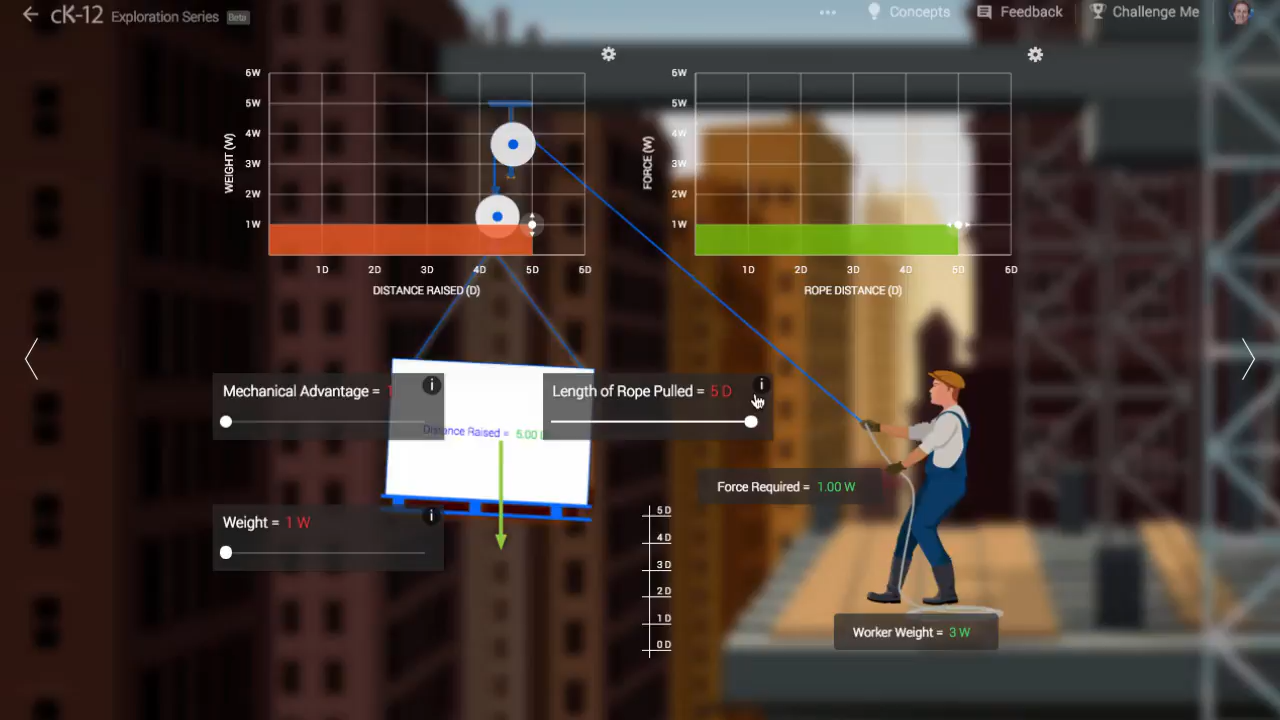 cK-12 Exploration Series Beta
••• Concepts Feedback Challenge Me
6W
5W
4W
3W
2W
1W
WEIGHT (W)
1D 2D 3D 4D 5D 6D
DISTANCE RAISED (D)
6W
5W
4W
3W
2W
1W
FORCE (W)
1D 2D 3D 4D 5D 6D
ROPE DISTANCE (D)
Mechanical Advantage = 1
i
Length of Rope Pulled = 5 D
i
Distance Raised = 5.00 D
Weight = 1 W
i
Force Required = 1.00 W
5 D
4 D
3 D
2 D
1 D
0 D
Worker Weight = 3 W